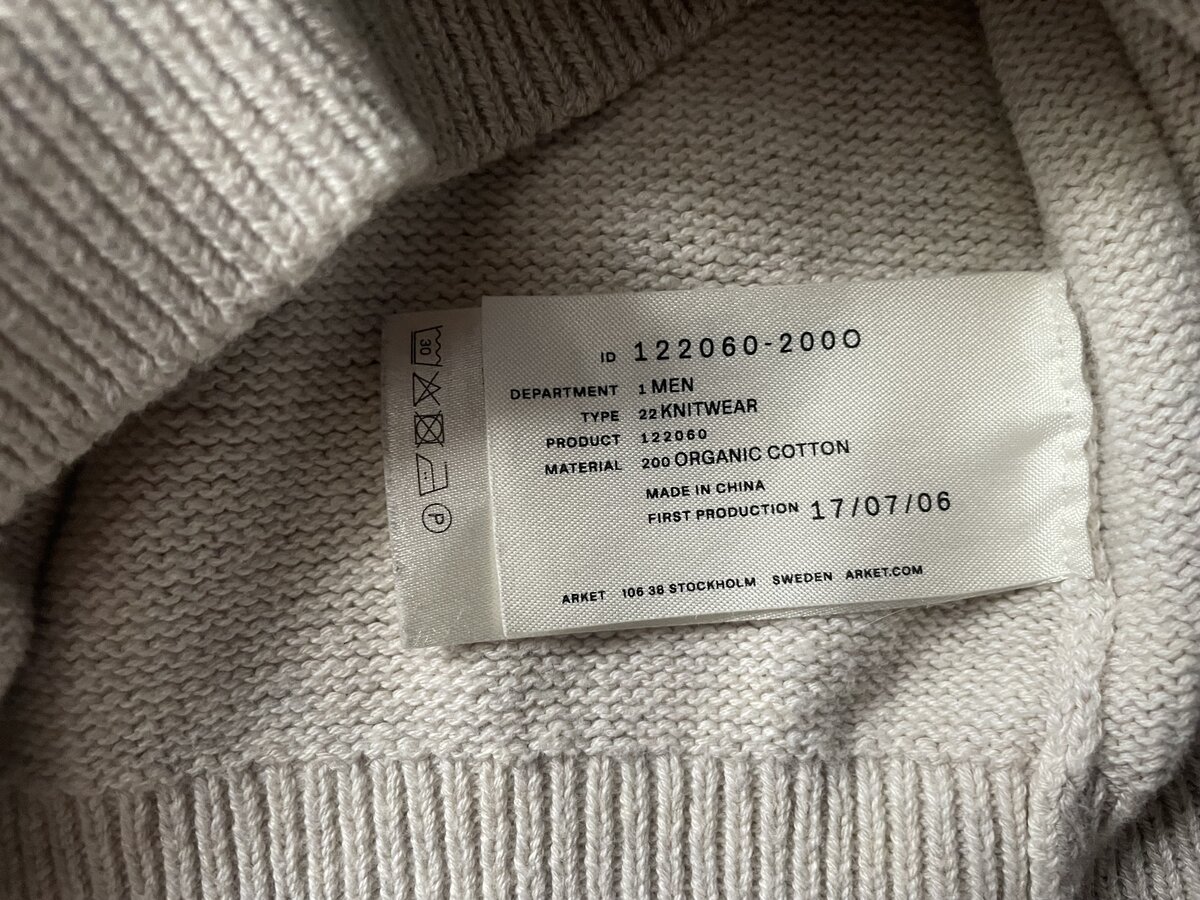 ID 122060-2000
DEPARTMENT 1 MEN
TYPE 22 KNITWEAR
PRODUCT 122060
MATERIAL 200 ORGANIC COTTON
MADE IN CHINA
FIRST PRODUCTION 17/07/06
ARKET 106 38 STOCKHOLM SWEDEN ARKET.COM
30
P